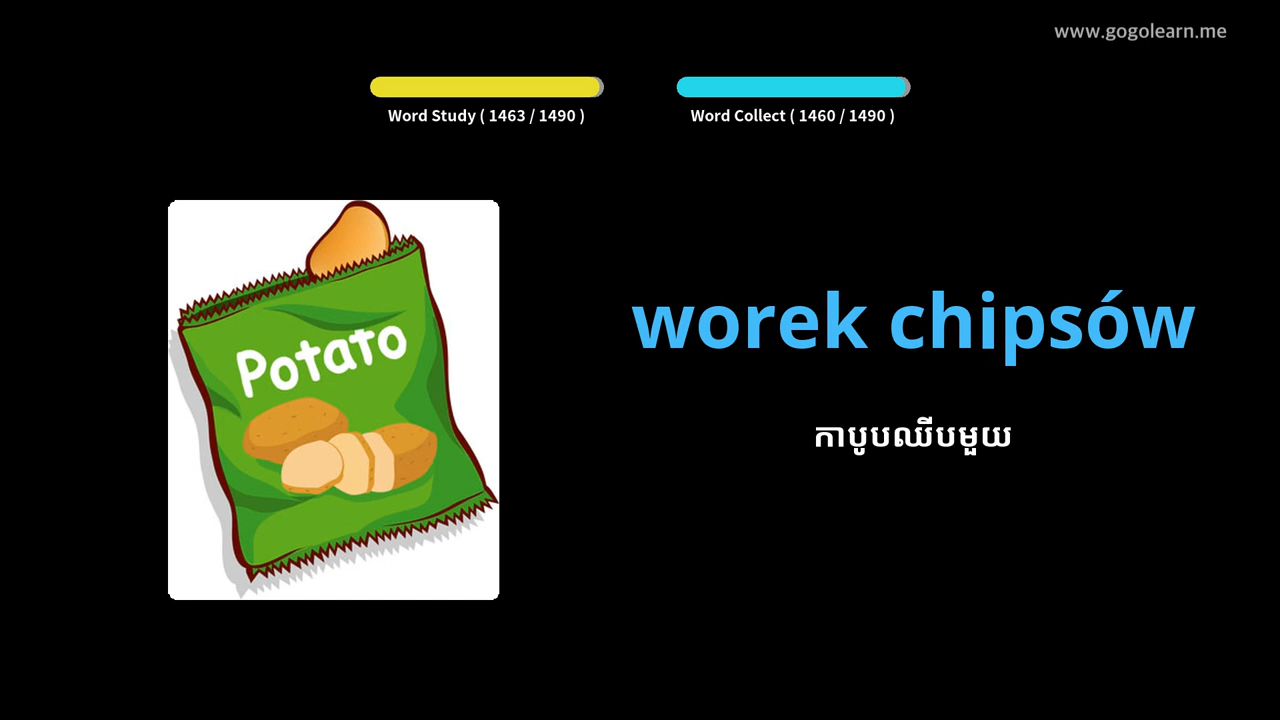 www.gogolearn.me
Word Study ( 1463 / 1490 )
Word Collect ( 1460 / 1490 )
Potato
worek chipsów
កាបូបឈីបមួយ